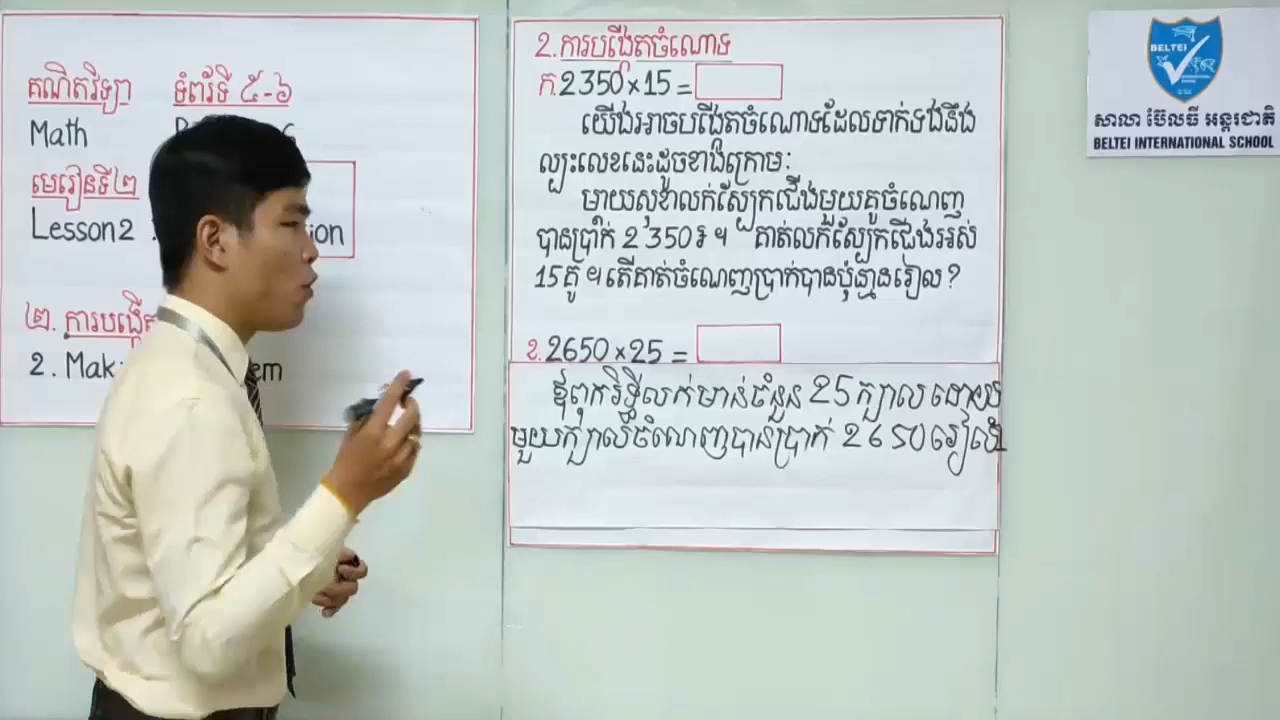 គណិតវិទ្យា ទំព័រទី ៥-៦
Math
មេរៀនទី២
Lesson2
២. ការបង្កើត
2. Mak
2.ការបង្កើតចំណោទ
ក.2350×15=
យើងអាចបង្កើតចំណោទដែលទាក់ទងនឹង
ល្បះលេខនេះដូចខាងក្រោម:
ម្ដាយសុខាលក់ស្បែកជើងមួយគូចំណេញ
បានប្រាក់ 2 350៛ ។ គាត់លក់ស្បែកជើងអស់
15គូ ។ តើគាត់ចំណេញប្រាក់បានប៉ុន្មានរៀល?
ខ.2650×25 =
ឪពុករិទ្ធីលក់មាន់ចំនួន 25ក្បាល ដោយ
មួយក្បាលចំណេញបានប្រាក់ 2650រៀល
BELTEI
សាលា ប៊ែលធី អន្តរជាតិ
BELTEI INTERNATIONAL SCHOOL